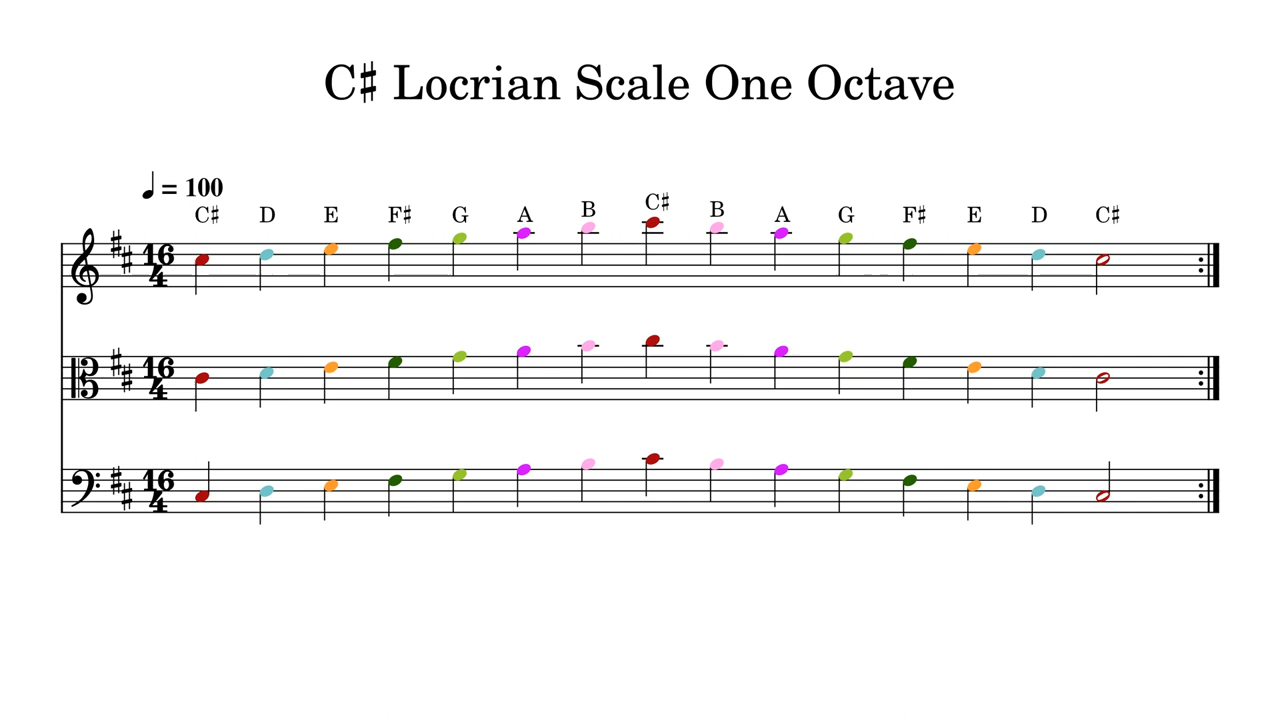 C♯ Locrian Scale One Octave
♩ = 100
C♯ D E F♯ G A B C♯ B A G F♯ E D C♯
16
4
16
4
16
4